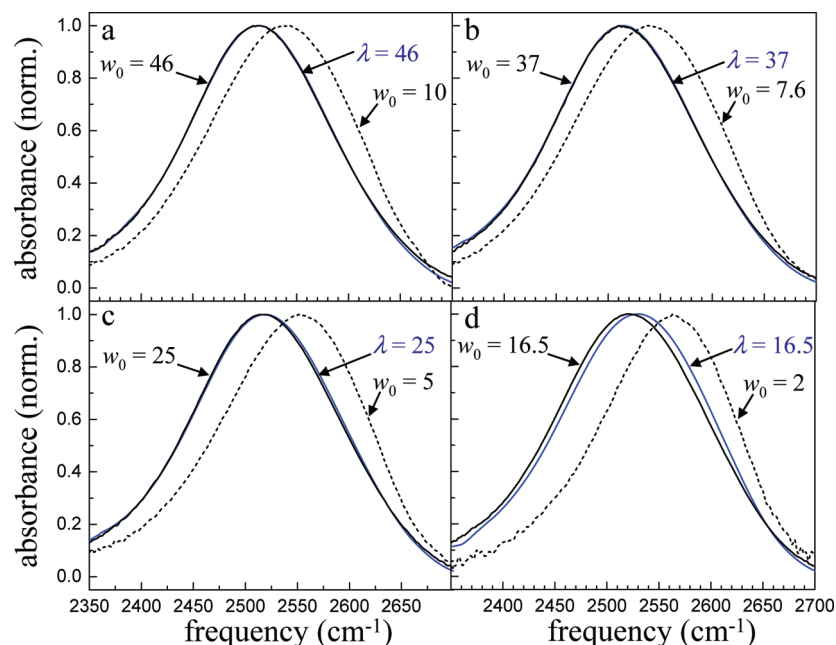 a
w₀ = 46
λ = 46
w₀ = 10
b
w₀ = 37
λ = 37
w₀ = 7.6
absorbance (norm.)
1.0
0.8
0.6
0.4
0.2
0.0
c
w₀ = 25
λ = 25
w₀ = 5
d
w₀ = 16.5
λ = 16.5
w₀ = 2
absorbance (norm.)
1.0
0.8
0.6
0.4
0.2
0.0
2350 2400 2450 2500 2550 2600 2650
2400 2450 2500 2550 2600 2650 2700
frequency (cm⁻¹)
frequency (cm⁻¹)